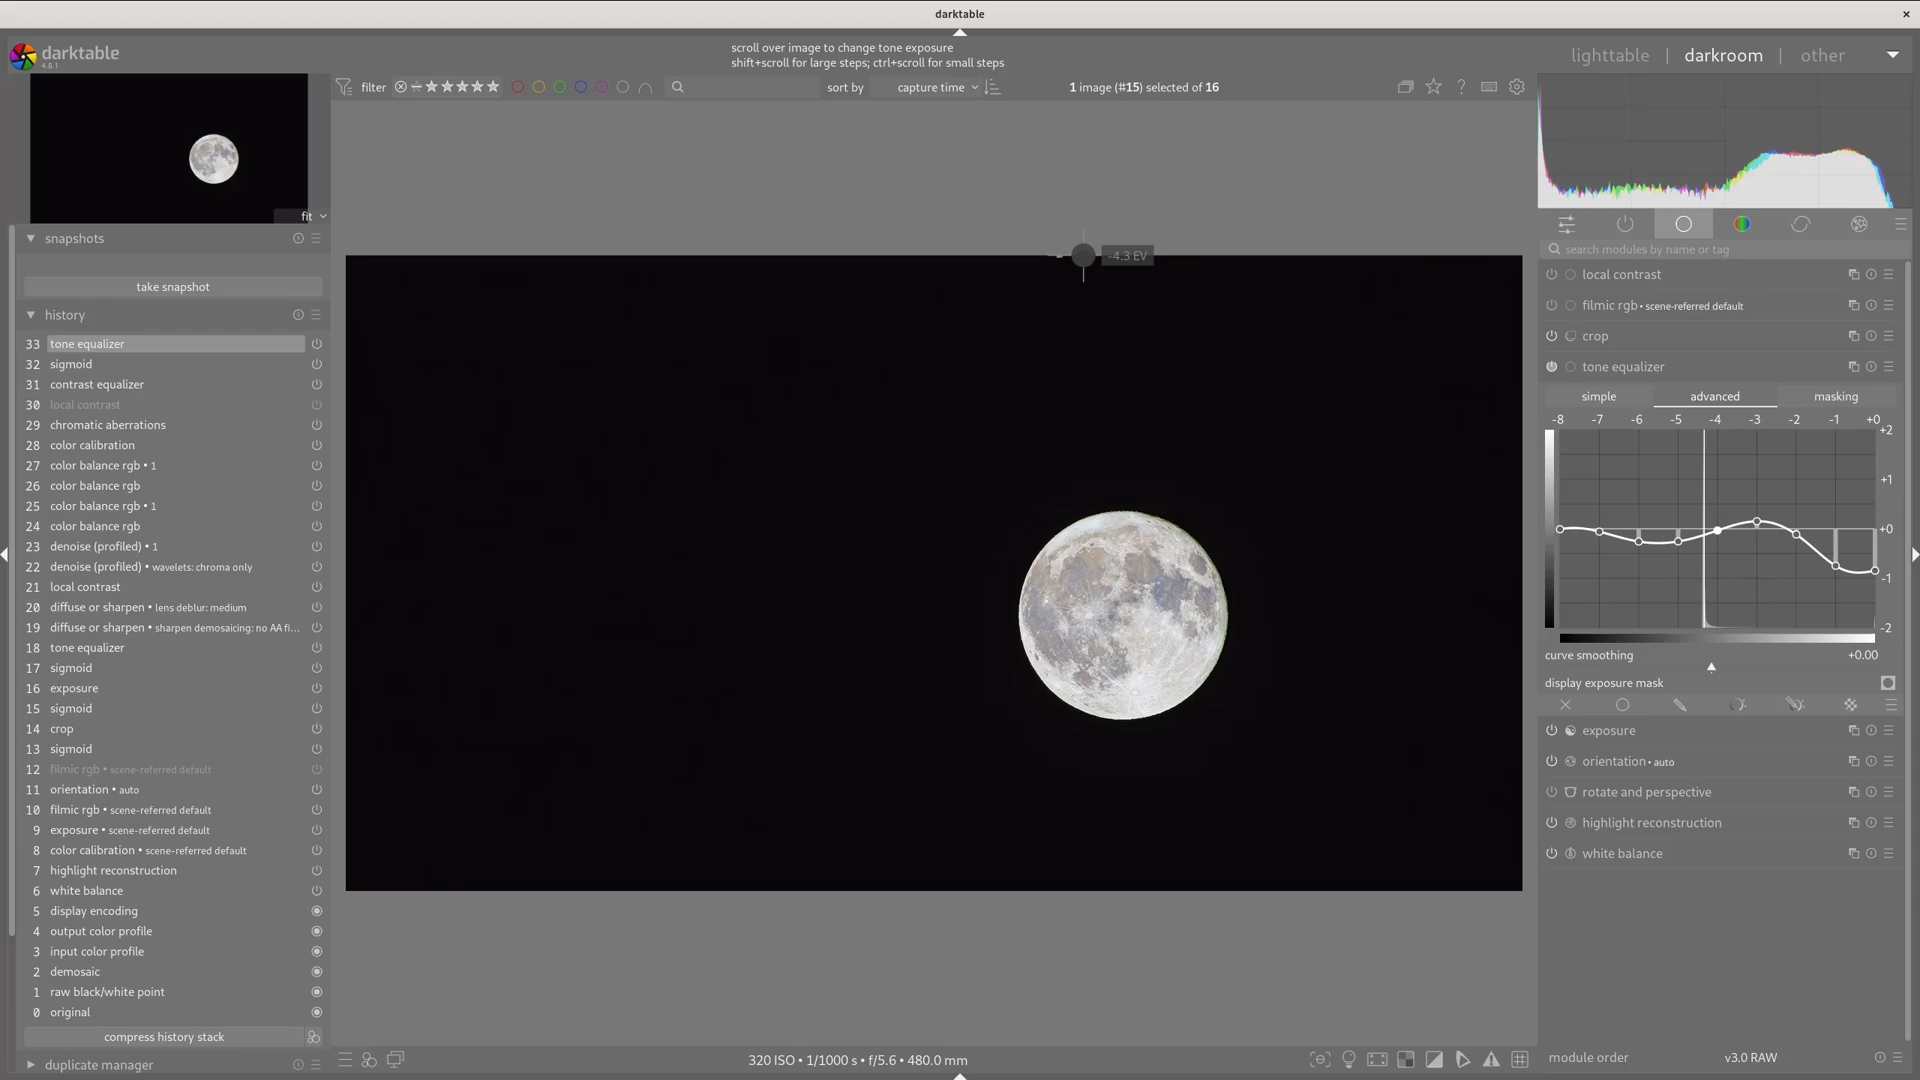 darktable
darktable
4.8.1
scroll over image to change tone exposure
shift+scroll for large steps; ctrl+scroll for small steps
lighttable | darkroom | other
filter
sort by capture time
1 image (#15) selected of 16
fit
snapshots
take snapshot
history
33 tone equalizer
32 sigmoid
31 contrast equalizer
30 local contrast
29 chromatic aberrations
28 color calibration
27 color balance rgb • 1
26 color balance rgb
25 color balance rgb • 1
24 color balance rgb
23 denoise (profiled) • 1
22 denoise (profiled) • wavelets: chroma only
21 local contrast
20 diffuse or sharpen • lens deblur: medium
19 diffuse or sharpen • sharpen demosaicing: no AA fi...
18 tone equalizer
17 sigmoid
16 exposure
15 sigmoid
14 crop
13 sigmoid
12 filmic rgb • scene-referred default
11 orientation • auto
10 filmic rgb • scene-referred default
9 exposure • scene-referred default
8 color calibration • scene-referred default
7 highlight reconstruction
6 white balance
5 display encoding
4 output color profile
3 input color profile
2 demosaic
1 raw black/white point
0 original
compress history stack
duplicate manager
-4.3 EV
320 ISO • 1/1000 s • f/5.6 • 480.0 mm
search modules by name or tag
local contrast
filmic rgb • scene-referred default
crop
tone equalizer
simple advanced masking
-8 -7 -6 -5 -4 -3 -2 -1 +0
+2
+1
+0
-1
-2
curve smoothing +0.00
display exposure mask
exposure
orientation • auto
rotate and perspective
highlight reconstruction
white balance
module order v3.0 RAW